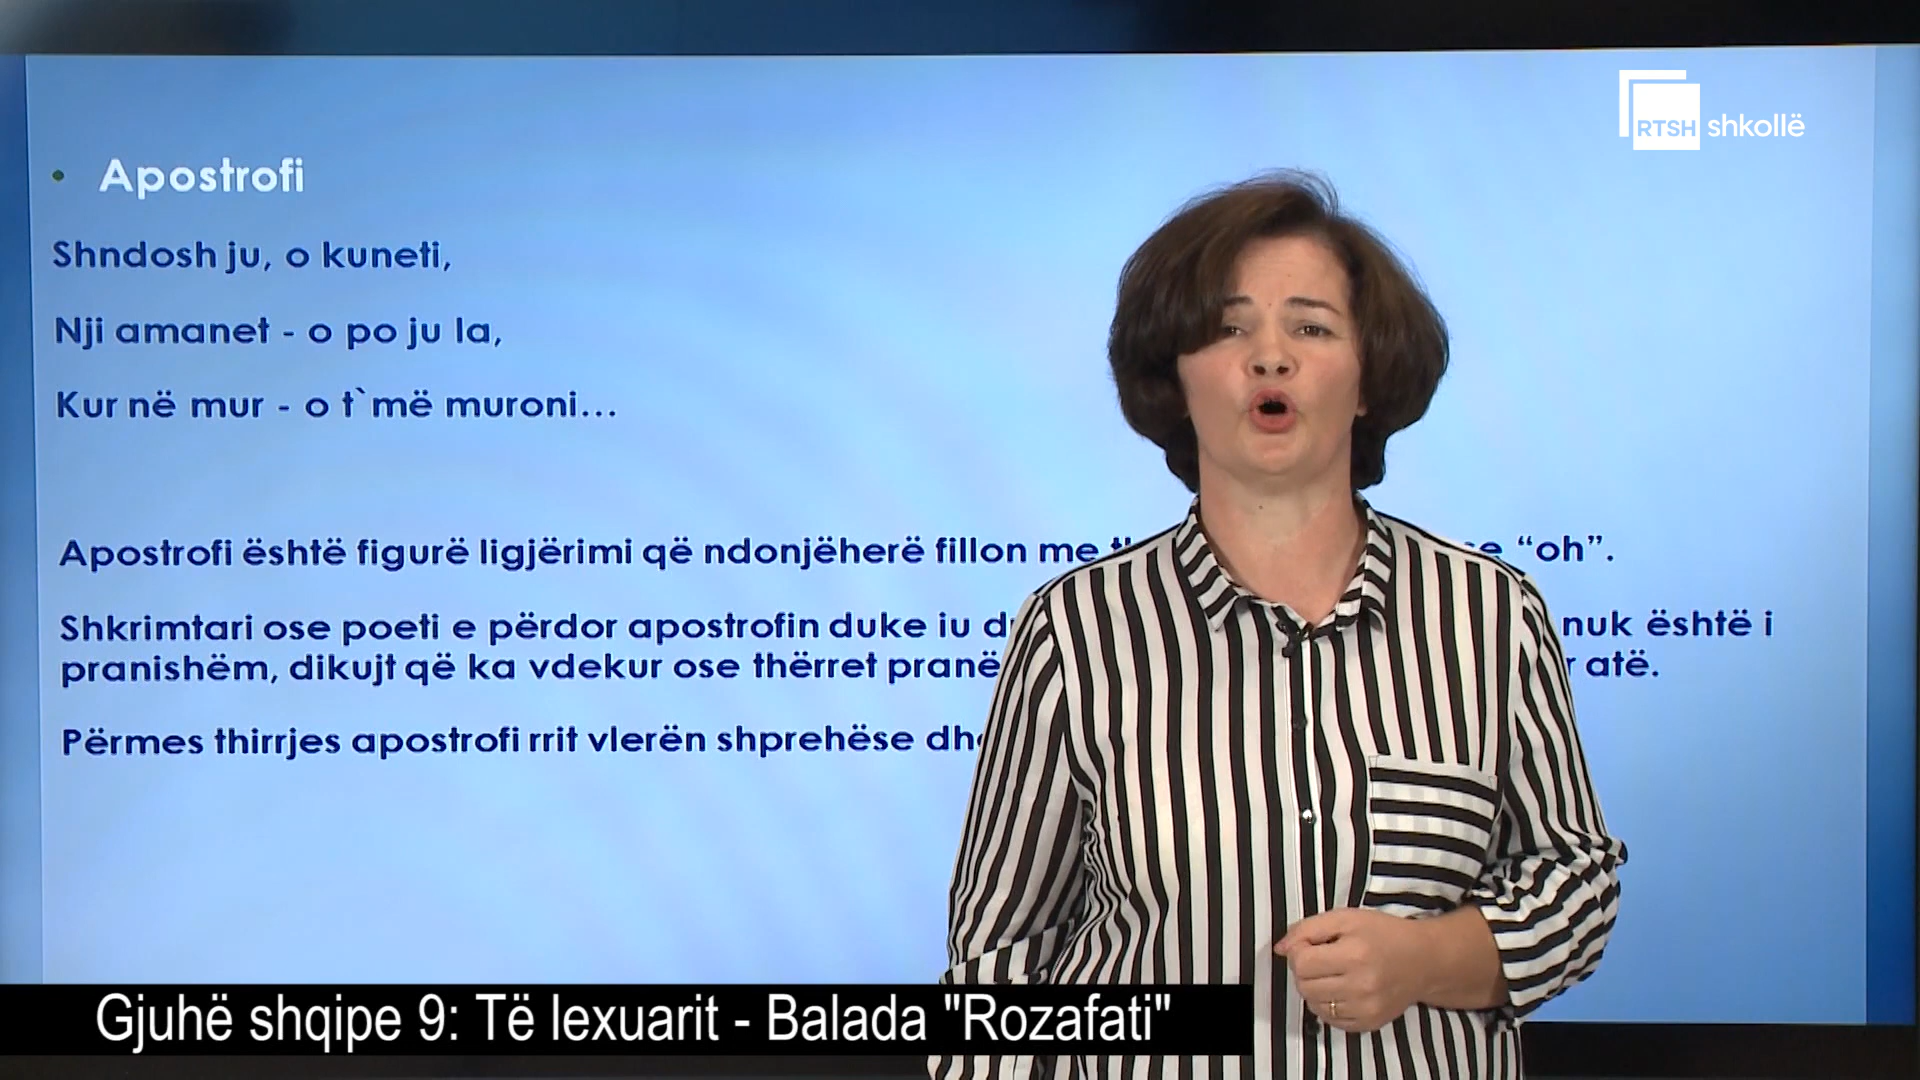 RTSH shkollë
• Apostrofi
Shndosh ju, o kuneti,
Nji amanet - o po ju la,
Kur në mur - o t`më muroni...
Apostrofi është figurë ligjërimi që ndonjëherë fillon me “oh”.
Shkrimtari ose poeti e përdor apostrofin duke iu nuk është i
pranishëm, dikujt që ka vdekur ose thërret pranë atë.
Përmes thirrjes apostrofi rrit vlerën shprehëse
Gjuhë shqipe 9: Të lexuarit - Balada "Rozafati"